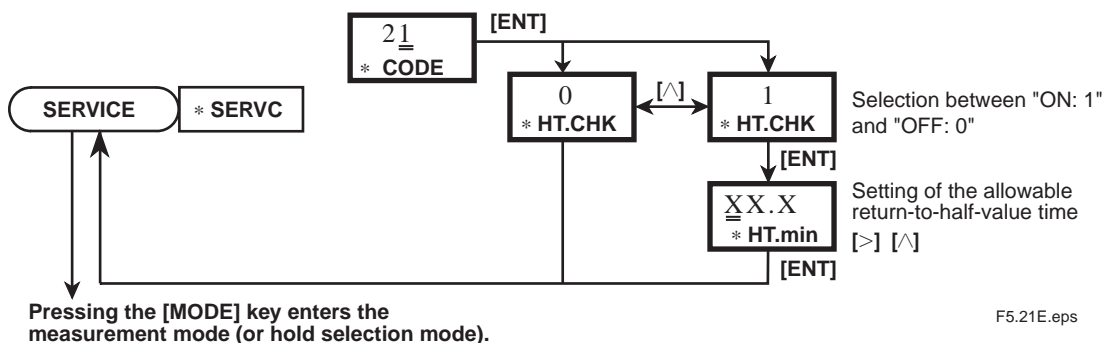 21
* CODE
[ENT]
0
* HT.CHK
[^]
1
* HT.CHK
Selection between "ON: 1"
and "OFF: 0"
SERVICE
* SERVC
[ENT]
XX.X
* HT.min
Setting of the allowable
return-to-half-value time
[>] [^]
[ENT]
Pressing the [MODE] key enters the
measurement mode (or hold selection mode).
F5.21E.eps